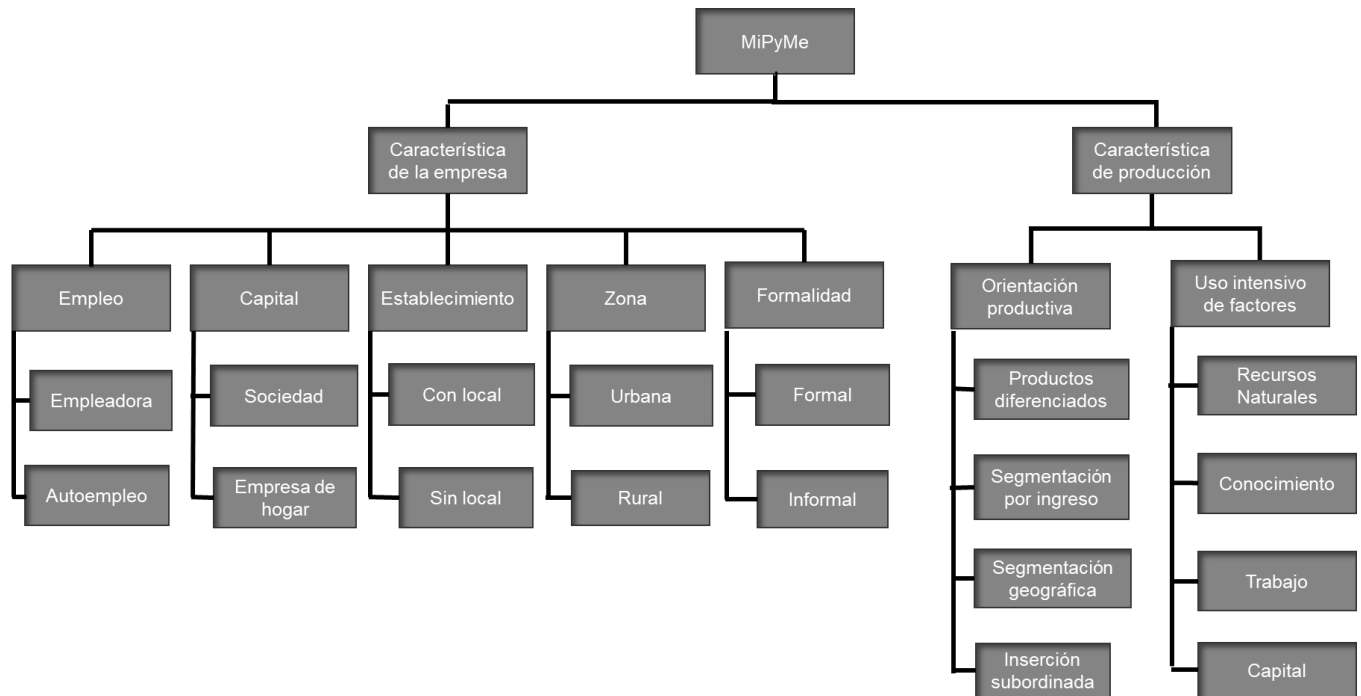 MiPyMe
Característica
de la empresa
Característica
de producción
Empleo
Capital
Establecimiento
Zona
Formalidad
Orientación
productiva
Uso intensivo
de factores
Empleadora
Autoempleo
Sociedad
Empresa de
hogar
Con local
Sin local
Urbana
Rural
Formal
Informal
Productos
diferenciados
Segmentación
por ingreso
Segmentación
geográfica
Inserción
subordinada
Recursos
Naturales
Conocimiento
Trabajo
Capital